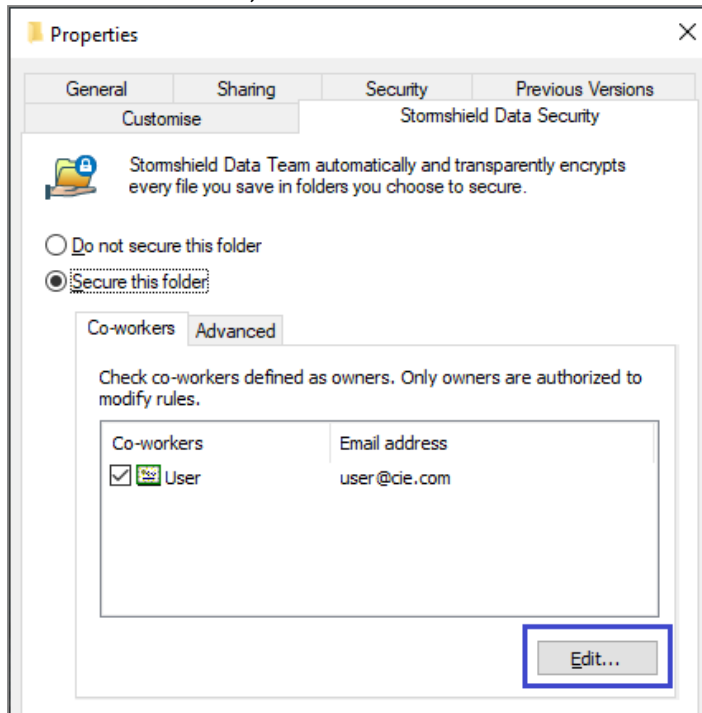 Properties
General Sharing Security Previous Versions
Customise Stormshield Data Security
Stormshield Data Team automatically and transparently encrypts
every file you save in folders you choose to secure.
Do not secure this folder
Secure this folder
Co-workers Advanced
Check co-workers defined as owners. Only owners are authorized to
modify rules.
Co-workers Email address
User user@cie.com
Edit...